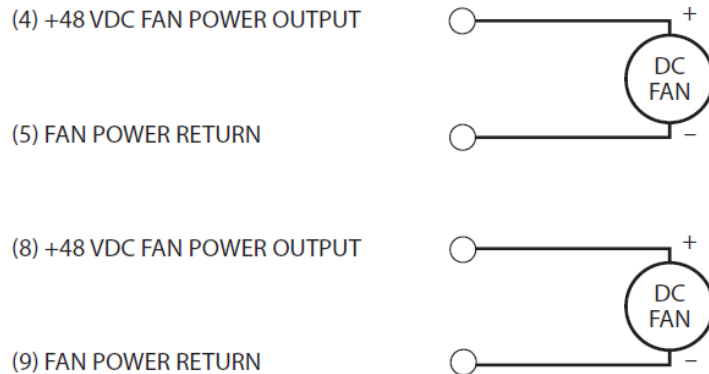 (4) +48 VDC FAN POWER OUTPUT
+
DC
FAN
(5) FAN POWER RETURN
−
(8) +48 VDC FAN POWER OUTPUT
+
DC
FAN
(9) FAN POWER RETURN
−